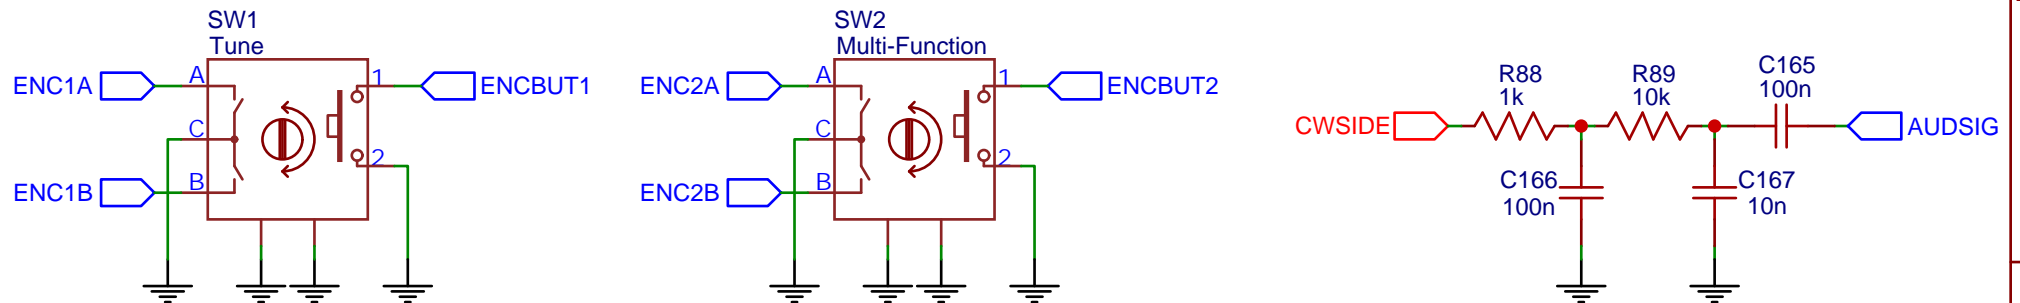 SW1
Tune
ENC1A
A
1
ENCBUT1
C
2
ENC1B
B
SW2
Multi-Function
ENC2A
A
1
ENCBUT2
C
2
ENC2B
B
CWSIDE
R88
1k
R89
10k
C165
100n
AUDSIG
C166
100n
C167
10n